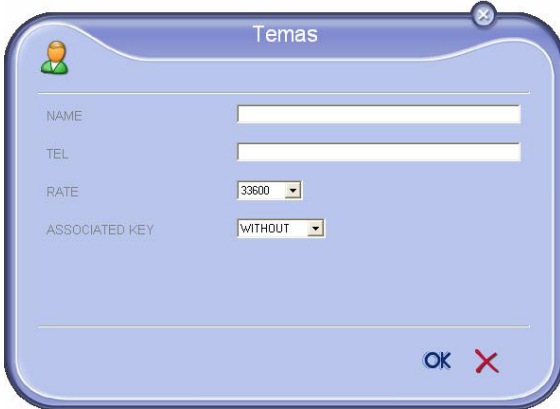 Temas
NAME
TEL
RATE 33600
ASSOCIATED KEY WITHOUT
OK